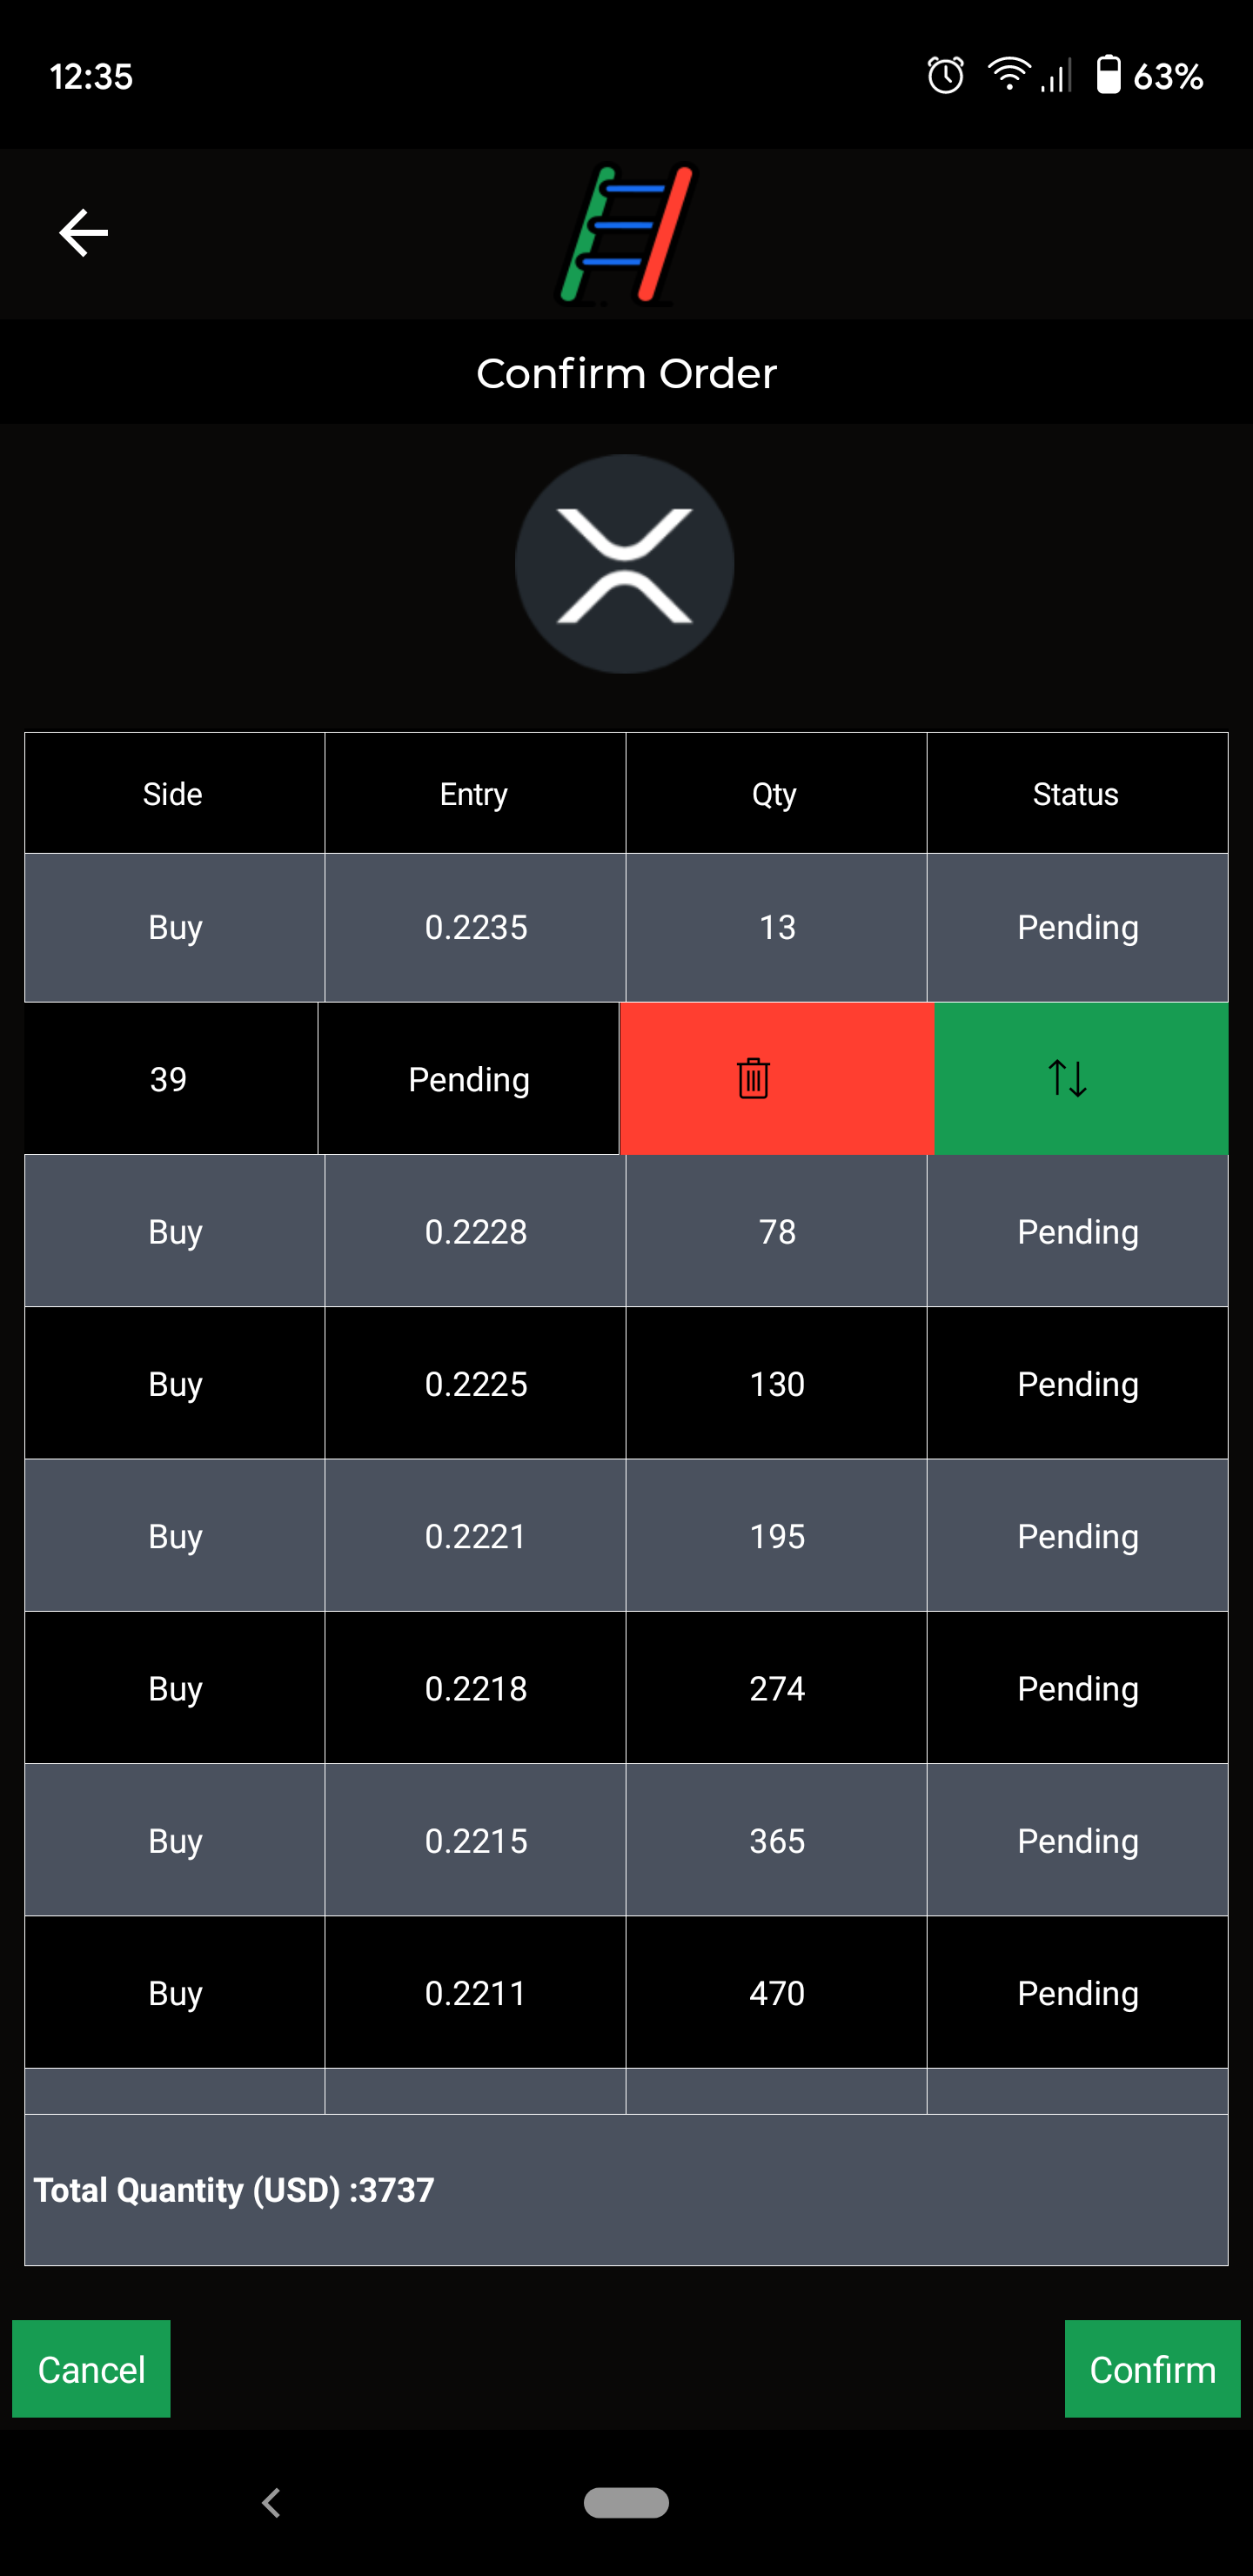 12:35 63%
Confirm Order
Side Entry Qty Status
Buy 0.2235 13 Pending
39 Pending
Buy 0.2228 78 Pending
Buy 0.2225 130 Pending
Buy 0.2221 195 Pending
Buy 0.2218 274 Pending
Buy 0.2215 365 Pending
Buy 0.2211 470 Pending
Total Quantity (USD) :3737
Cancel Confirm